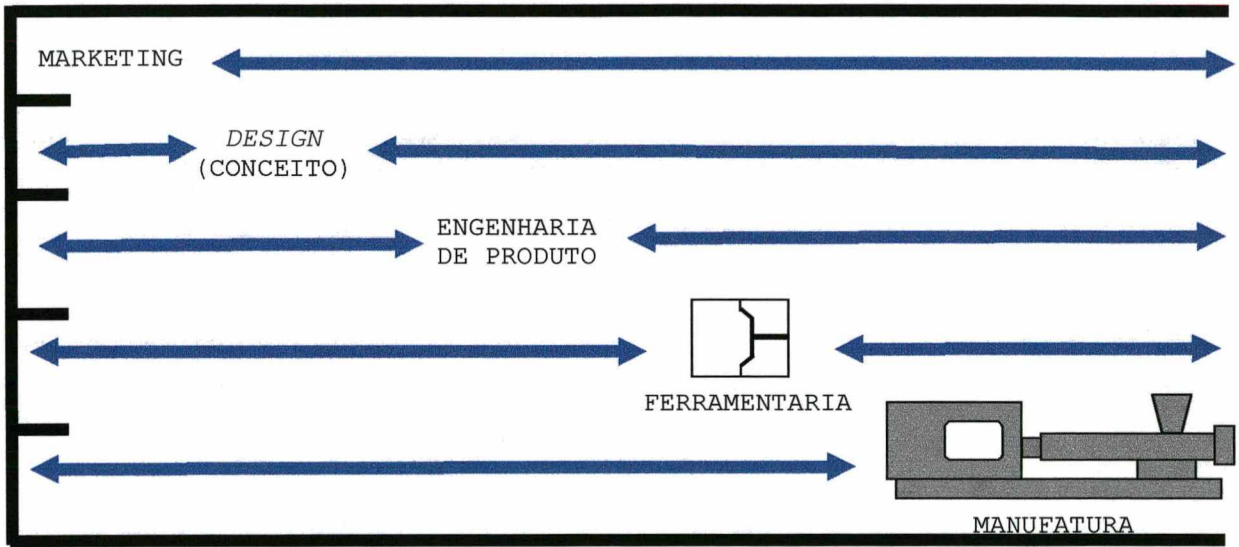 MARKETING
DESIGN
(CONCEITO)
ENGENHARIA
DE PRODUTO
FERRAMENTARIA
MANUFATURA